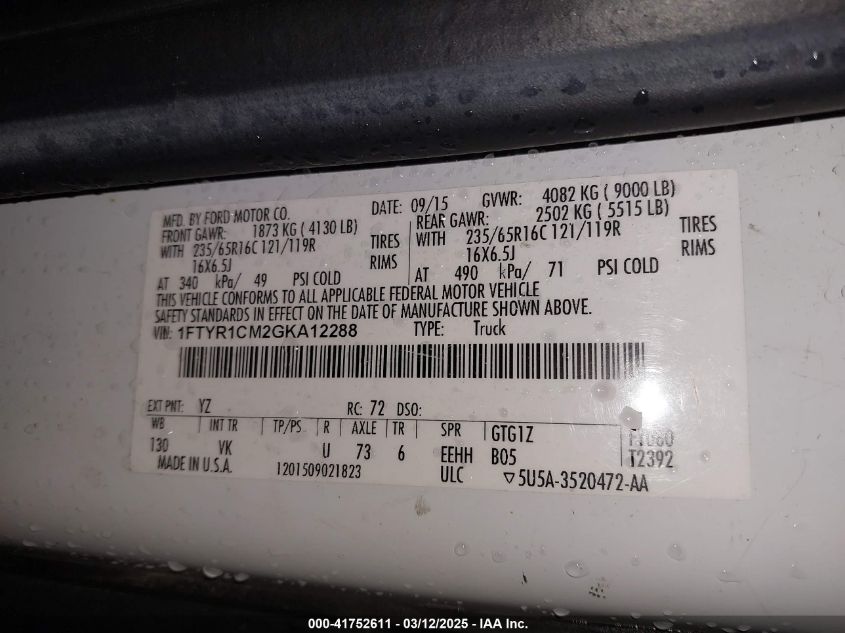 MFD. BY FORD MOTOR CO. DATE: 09/15 GVWR: 4082 KG ( 9000 LB)
FRONT GAWR: 1873 KG ( 4130 LB) REAR GAWR: 2502 KG ( 5515 LB)
WITH 235/65R16C 121/119R TIRES WITH 235/65R16C 121/119R TIRES
16X6.5J RIMS 16X6.5J RIMS
AT 340 kPa/ 49 PSI COLD AT 490 kPa/ 71 PSI COLD
THIS VEHICLE CONFORMS TO ALL APPLICABLE FEDERAL MOTOR VEHICLE
SAFETY STANDARDS IN EFFECT ON THE DATE OF MANUFACTURE SHOWN ABOVE.
VIN: 1FTYR1CM2GKA12288 TYPE: Truck
EXT PNT: YZ RC: 72 DSO:
WB INT TR TP/PS R AXLE TR SPR GTG1Z
130 VK U 73 6 EEHH B05 T2392
MADE IN U.S.A. 1201509021823 ULC ▽5U5A-3520472-AA
000-41752611 - 03/12/2025 - IAA Inc.